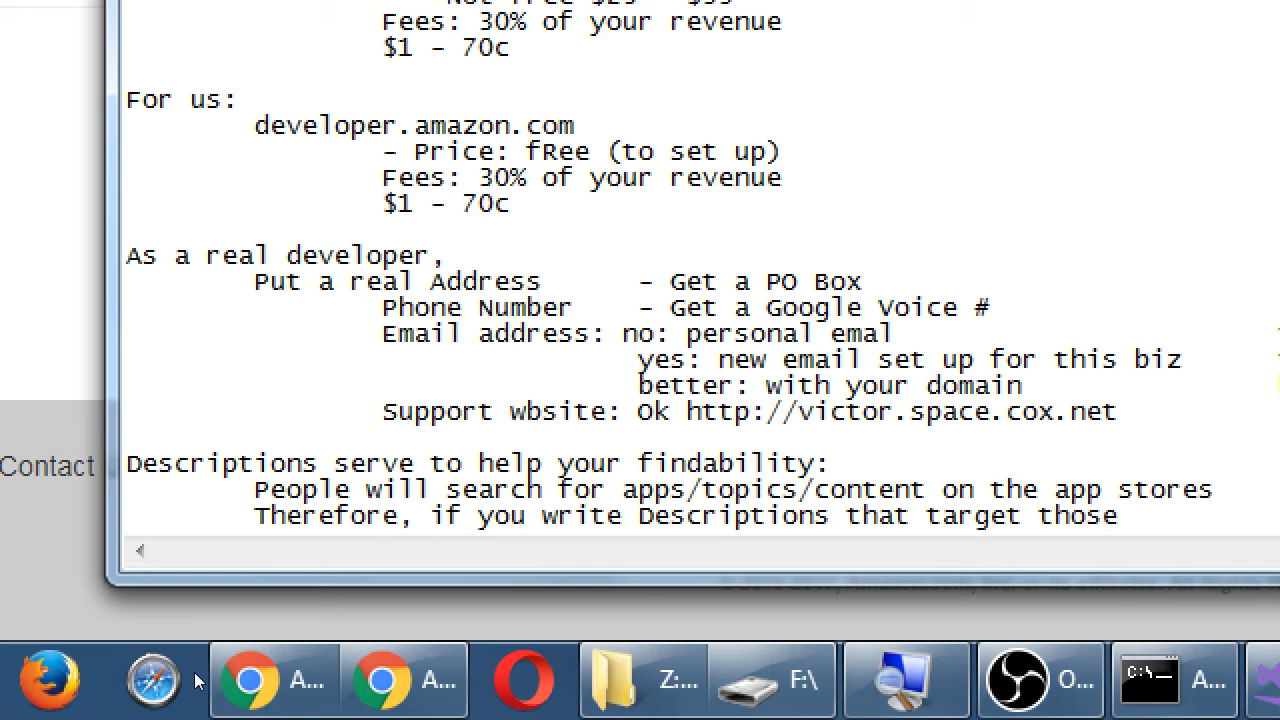 Fees: 30% of your revenue
$1 - 70c
For us:
developer.amazon.com
- Price: fRee (to set up)
Fees: 30% of your revenue
$1 - 70c
As a real developer,
Put a real Address - Get a PO Box
Phone Number - Get a Google Voice #
Email address: no: personal emal
yes: new email set up for this biz
better: with your domain
Support wbsite: Ok http://victor.space.cox.net
Contact
Descriptions serve to help your findability:
People will search for apps/topics/content on the app stores
Therefore, if you write Descriptions that target those
A... A... Z:... F:\ O... C:\ A...